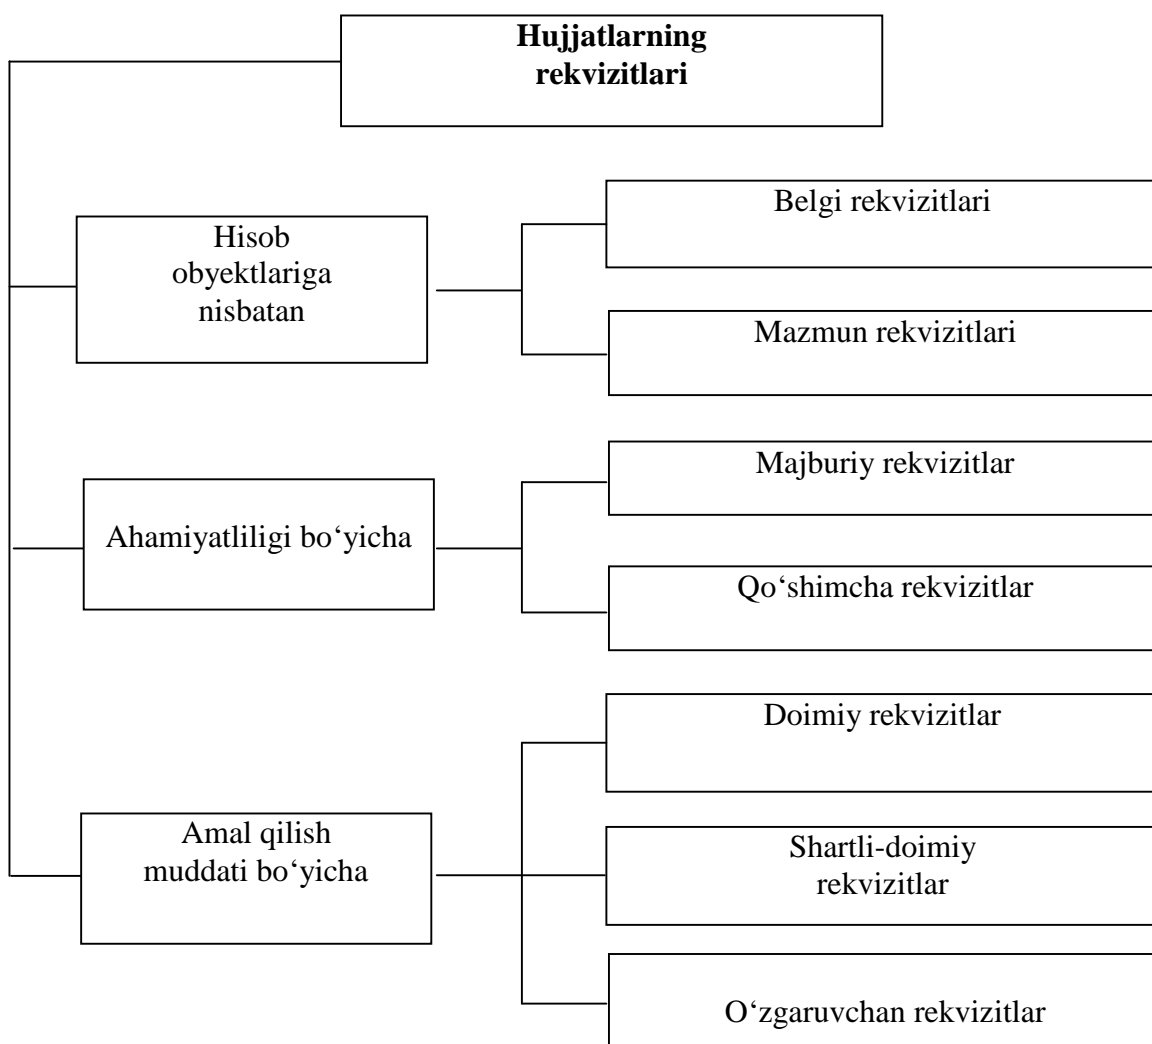 Hujjatlarning
rekvizitlari
Belgi rekvizitlari
Hisob
obyektlariga
nisbatan
Mazmun rekvizitlari
Majburiy rekvizitlar
Ahamiyatliligi bo‘yicha
Qo‘shimcha rekvizitlar
Doimiy rekvizitlar
Amal qilish
muddati bo‘yicha
Shartli-doimiy
rekvizitlar
O‘zgaruvchan rekvizitlar